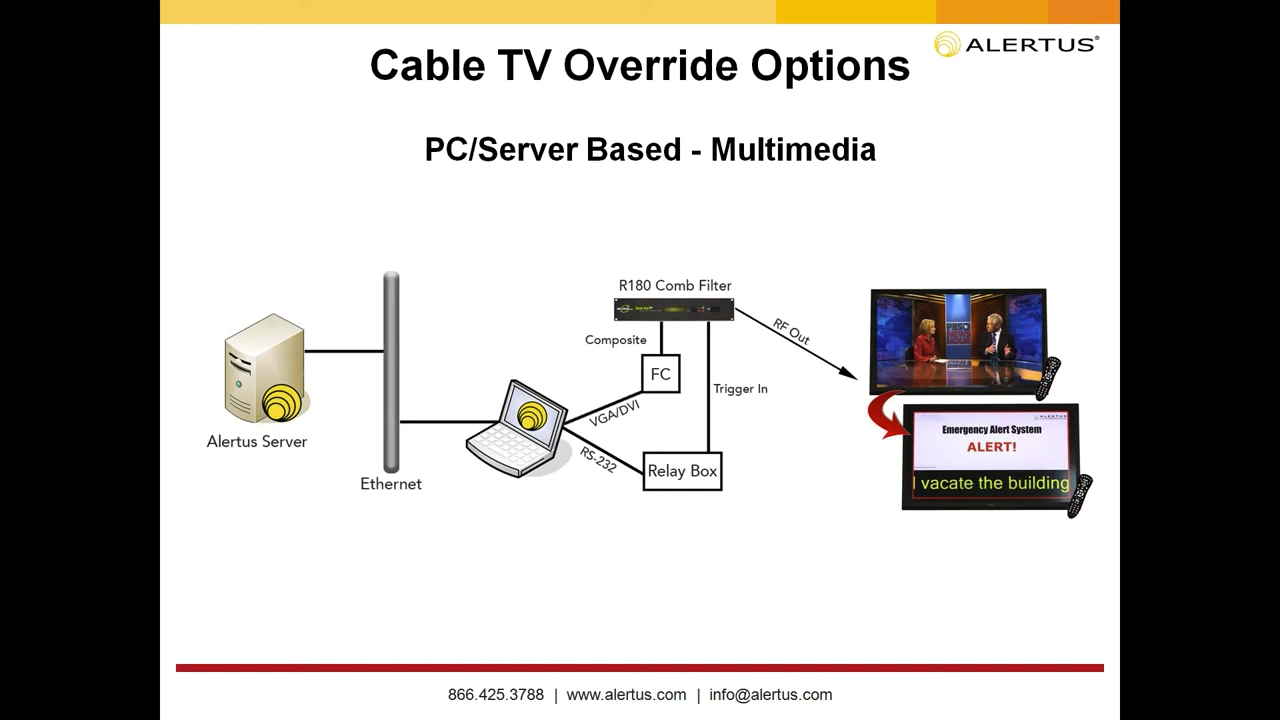 ALERTUS®
Cable TV Override Options
PC/Server Based - Multimedia
R180 Comb Filter
Composite
RF Out
FC
Trigger In
VGA/DVI
RS-232
Relay Box
Alertus Server
Ethernet
PBS
Emergency Alert System
ALERT!
vacate the building
866.425.3788 | www.alertus.com | info@alertus.com